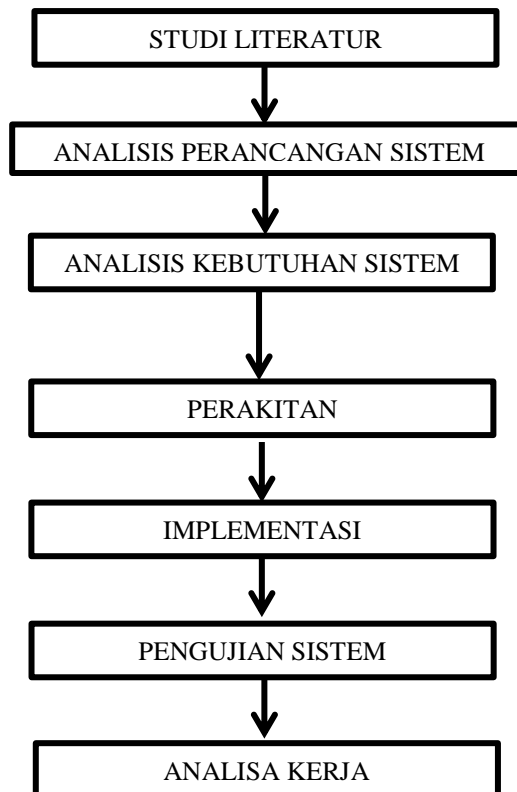 STUDI LITERATUR
ANALISIS PERANCANGAN SISTEM
ANALISIS KEBUTUHAN SISTEM
PERAKITAN
IMPLEMENTASI
PENGUJIAN SISTEM
ANALISA KERJA